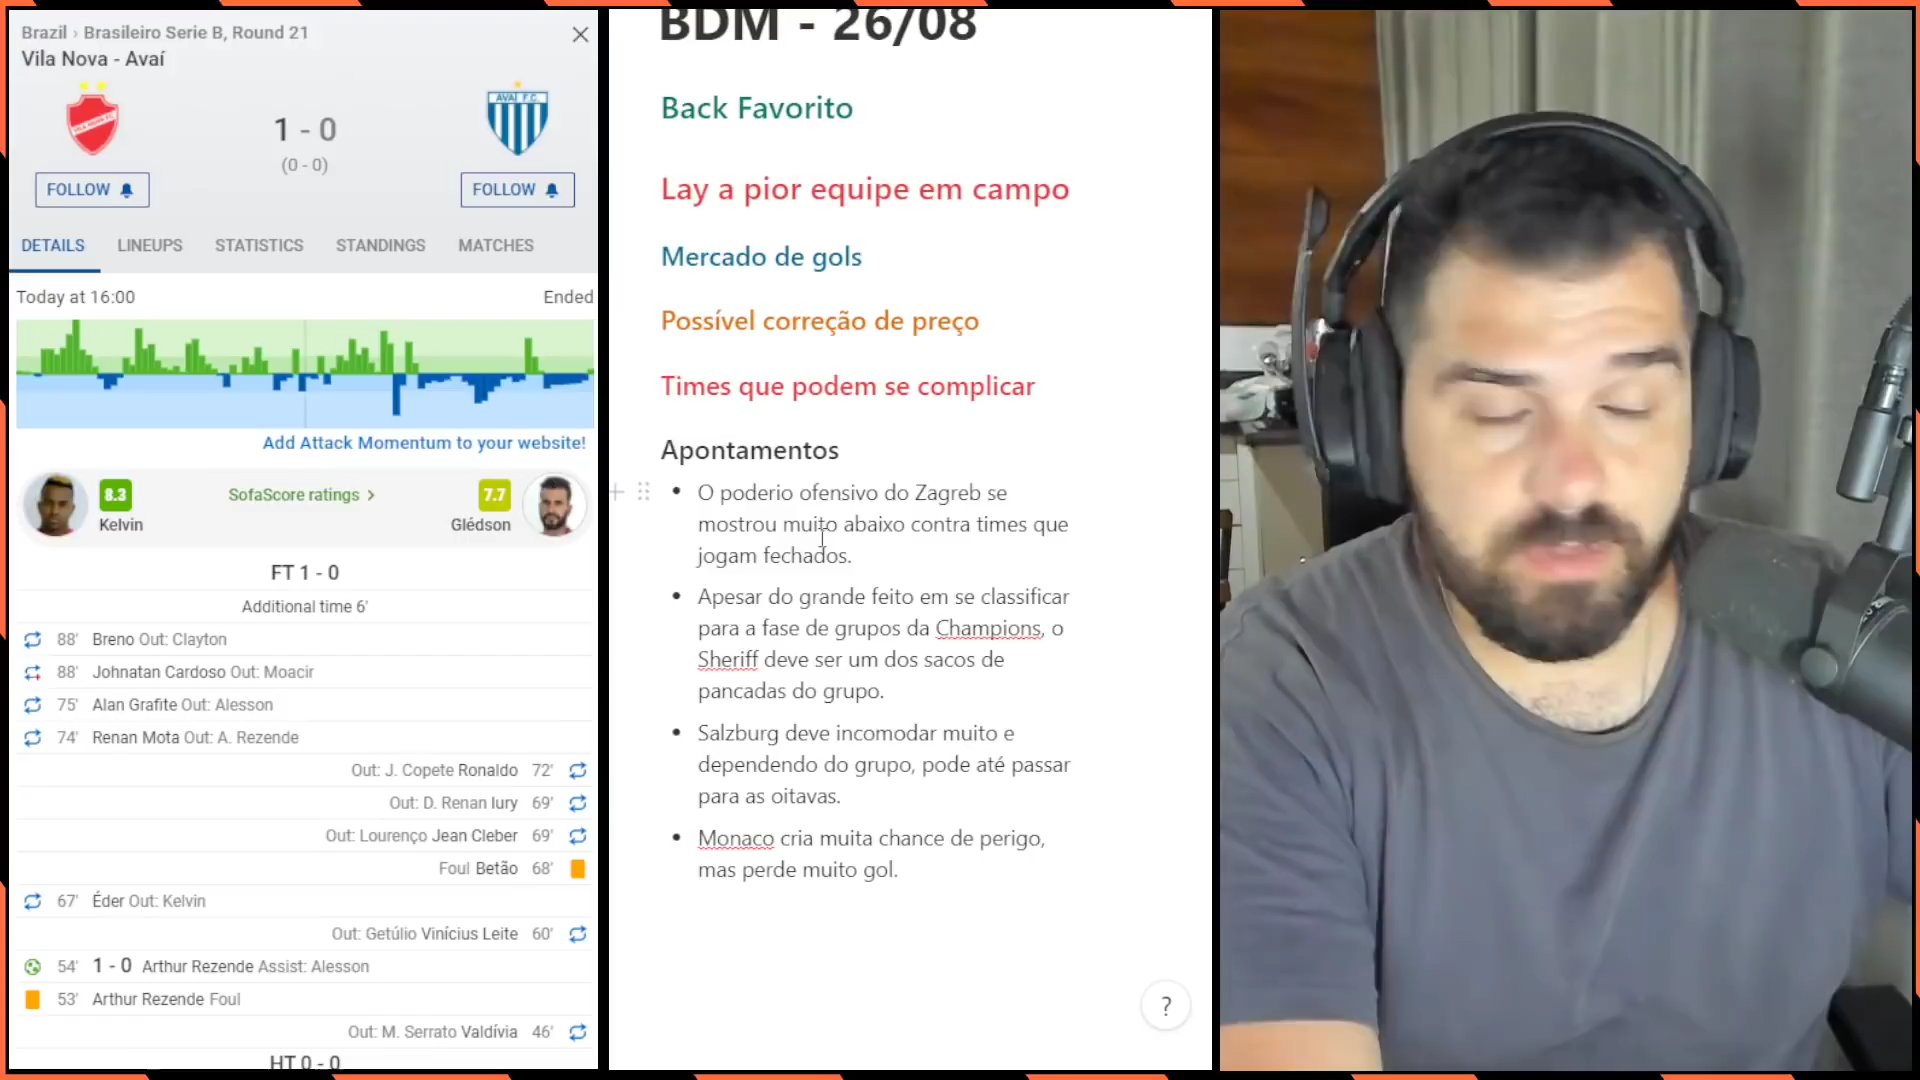 Brazil › Brasileiro Serie B, Round 21
Vila Nova - Avaí
AVAÍ F.C.
1 - 0
(0 - 0)
FOLLOW
FOLLOW
DETAILS LINEUPS STATISTICS STANDINGS MATCHES
Today at 16:00 Ended
Add Attack Momentum to your website!
8.3 SofaScore ratings > 7.7
Kelvin Glédson
FT 1 - 0
Additional time 6'
88' Breno Out: Clayton
88' Johnatan Cardoso Out: Moacir
75' Alan Grafite Out: Alesson
74' Renan Mota Out: A. Rezende
Out: J. Copete Ronaldo 72'
Out: D. Renan Iury 69'
Out: Lourenço Jean Cleber 69'
Foul Betão 68'
67' Éder Out: Kelvin
Out: Getúlio Vinícius Leite 60'
54' 1 - 0 Arthur Rezende Assist: Alesson
53' Arthur Rezende Foul
Out: M. Serrato Valdívia 46'
HT 0 - 0
BDM - 26/08
Back Favorito
Lay a pior equipe em campo
Mercado de gols
Possível correção de preço
Times que podem se complicar
Apontamentos
• O poderio ofensivo do Zagreb se
mostrou muito abaixo contra times que
jogam fechados.
• Apesar do grande feito em se classificar
para a fase de grupos da Champions, o
Sheriff deve ser um dos sacos de
pancadas do grupo.
• Salzburg deve incomodar muito e
dependendo do grupo, pode até passar
para as oitavas.
• Monaco cria muita chance de perigo,
mas perde muito gol.
?